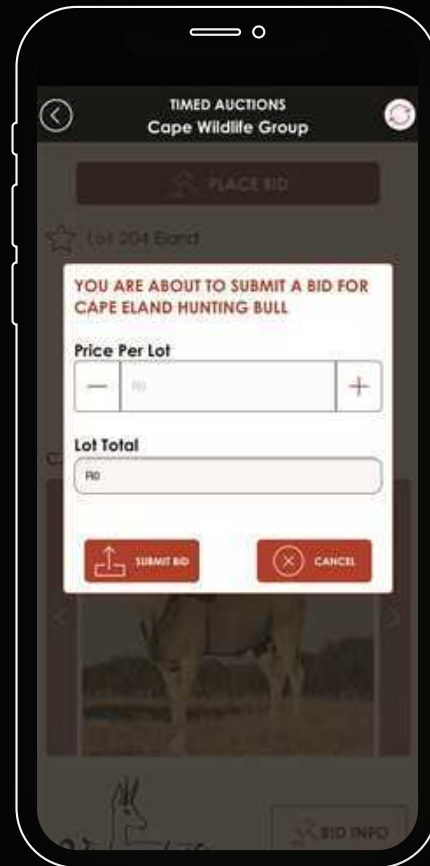 TIMED AUCTIONS
Cape Wildlife Group
PLACE BID
Lot 204 Eland
YOU ARE ABOUT TO SUBMIT A BID FOR
CAPE ELAND HUNTING BULL
Price Per Lot
R0
Lot Total
R0
SUBMIT BID
CANCEL
BID INFO